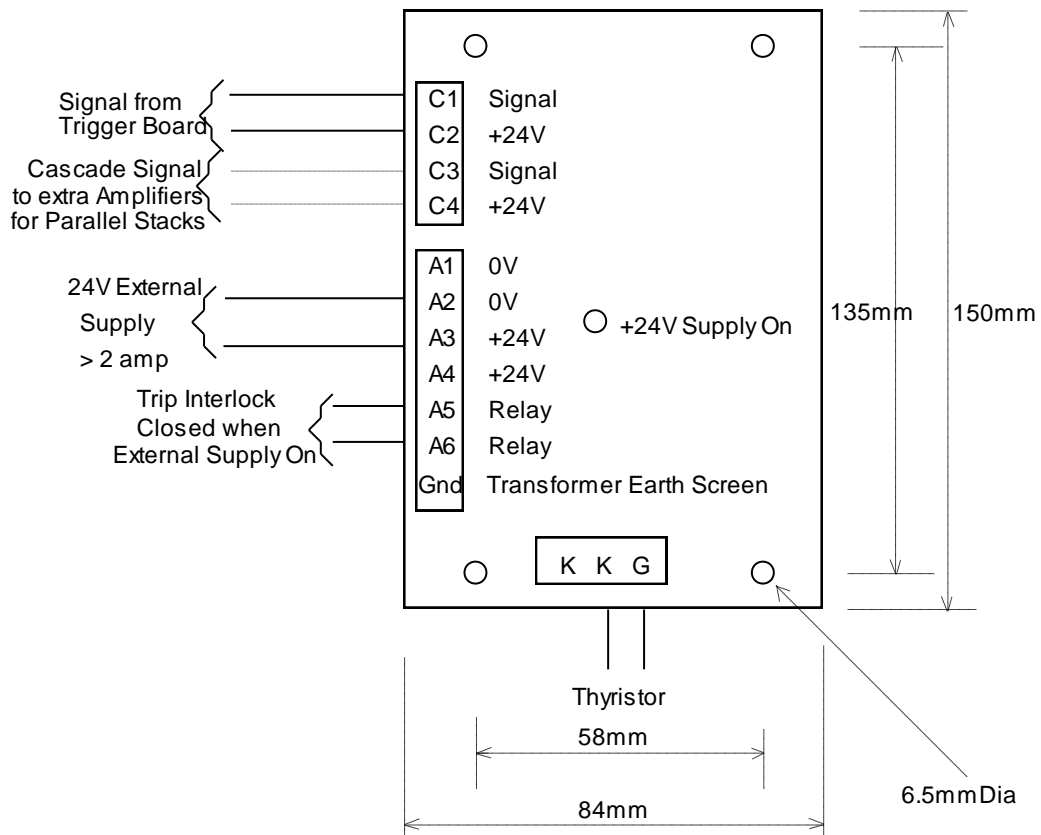 Signal from
Trigger Board
Cascade Signal
to extra Amplifiers
for Parallel Stacks
C1 Signal
C2 +24V
C3 Signal
C4 +24V
24V External
Supply
> 2 amp
Trip Interlock
Closed when
External Supply On
A1 0V
A2 0V
A3 +24V
A4 +24V
A5 Relay
A6 Relay
Gnd Transformer Earth Screen
+24V Supply On
135mm
150mm
K K G
Thyristor
58mm
84mm
6.5mm Dia